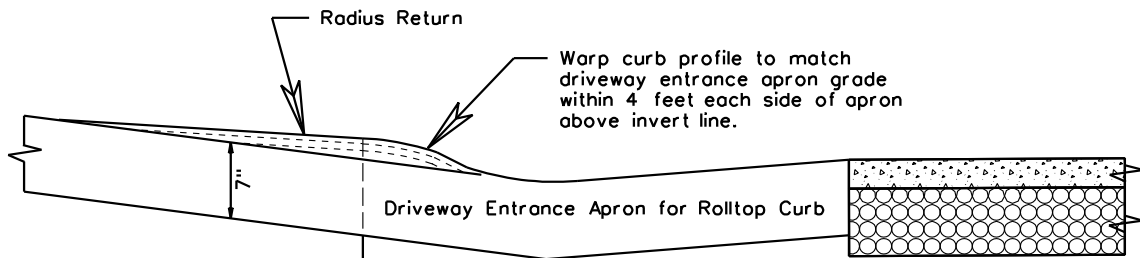 Radius Return
Warp curb profile to match
driveway entrance apron grade
within 4 feet each side of apron
above invert line.
7"
Driveway Entrance Apron for Rolltop Curb